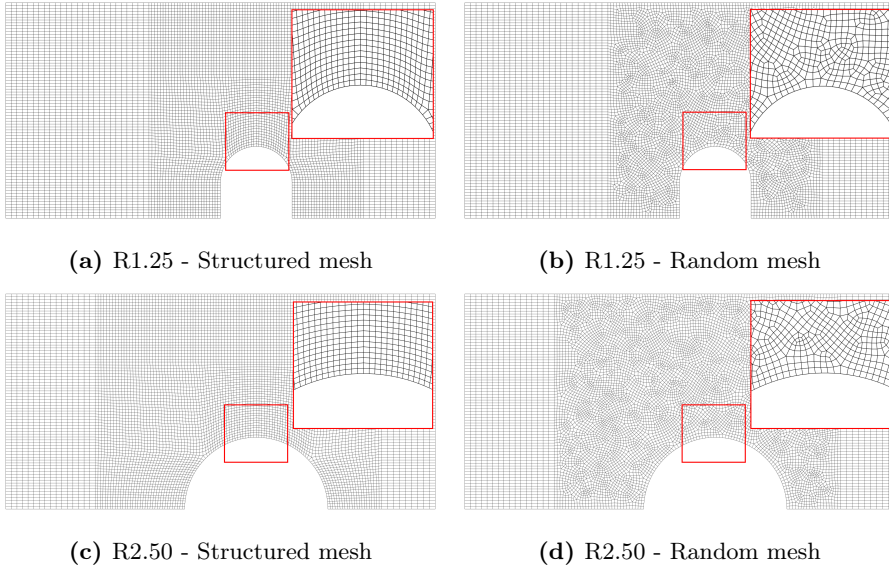 (a) R1.25 - Structured mesh
(b) R1.25 - Random mesh
(c) R2.50 - Structured mesh
(d) R2.50 - Random mesh